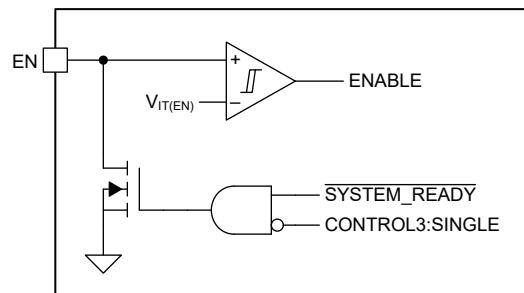 EN
+
ENABLE
V_IT(EN)
−
SYSTEM_READY
CONTROL3:SINGLE